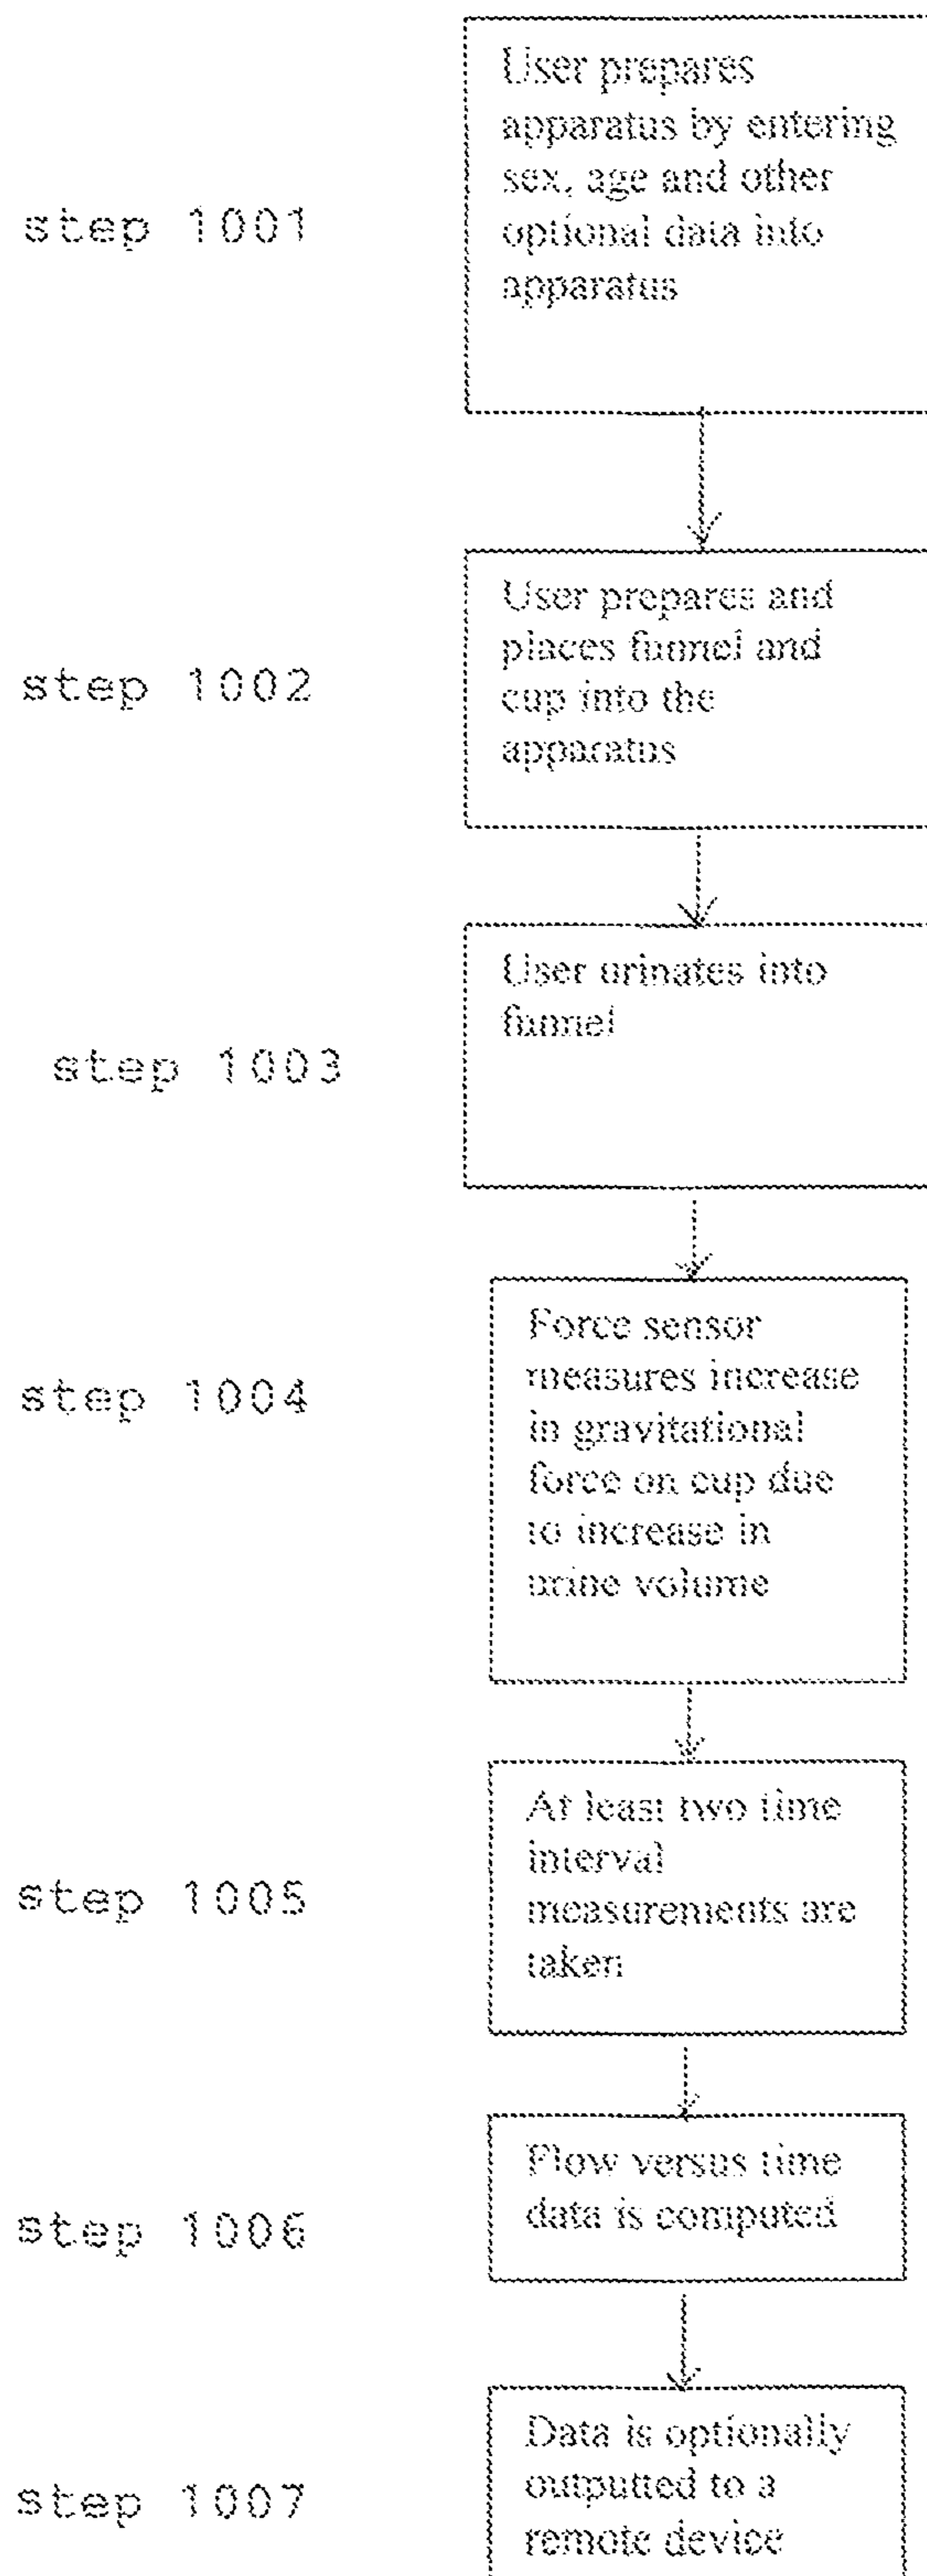 User prepares
apparatus by entering
sex, age and other
step 1001
optional data into
apparatus
User prepares and
places funnel and
step 1002
cup into the
apparatus
User urinates into
funnel
step 1003
Force sensor
measures increase
step 1004
in gravitational
force on cup due
to increase in
urine volume
At least two time
interval
step 1005
measurements are
taken
Flow versus time
step 1006
data is computed
Data is optionally
step 1007
outputted to a
remote device